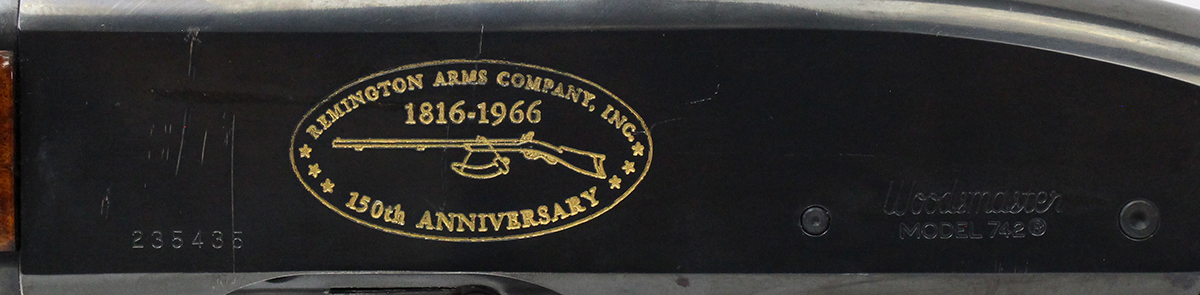 REMINGTON ARMS COMPANY, INC.
1816-1966
150th ANNIVERSARY
235435
Woodsmaster
MODEL 742®